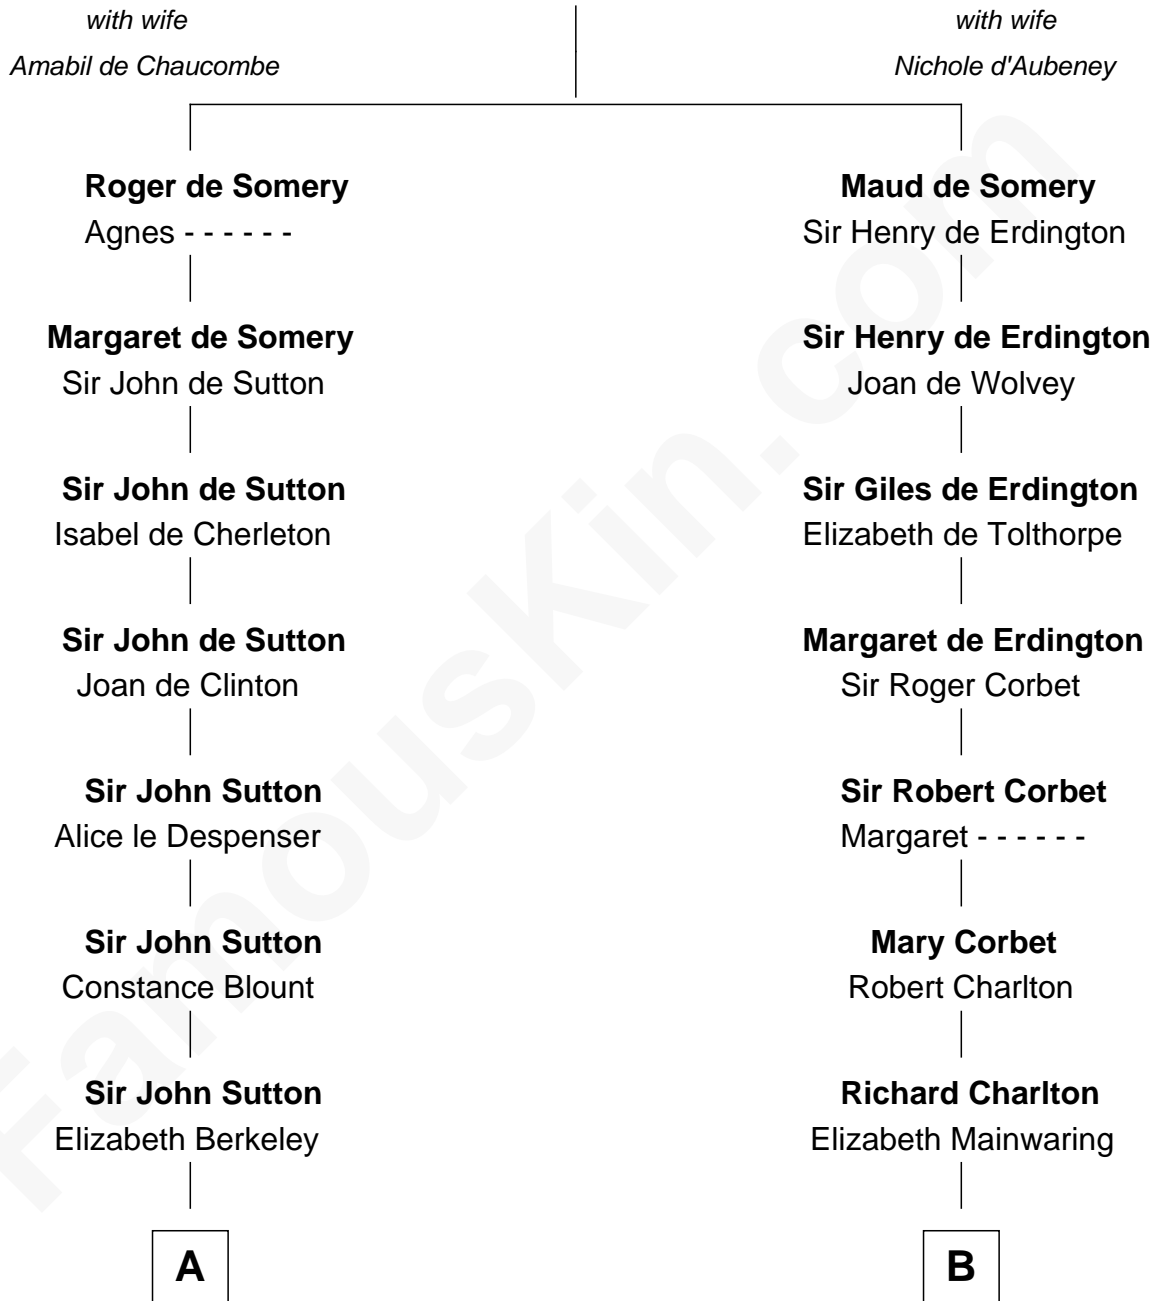 with wife
Amabil de Chaucombe
with wife
Nichole d'Aubeney
Roger de Somery
Agnes - - - - - -
Maud de Somery
Sir Henry de Erdington
Margaret de Somery
Sir John de Sutton
Sir Henry de Erdington
Joan de Wolvey
Sir John de Sutton
Isabel de Cherleton
Sir Giles de Erdington
Elizabeth de Tolthorpe
Sir John de Sutton
Joan de Clinton
Margaret de Erdington
Sir Roger Corbet
Sir John Sutton
Alice le Despenser
Sir Robert Corbet
Margaret - - - - - -
Sir John Sutton
Constance Blount
Mary Corbet
Robert Charlton
Sir John Sutton
Elizabeth Berkeley
Richard Charlton
Elizabeth Mainwaring
A
B
FamousKin.com